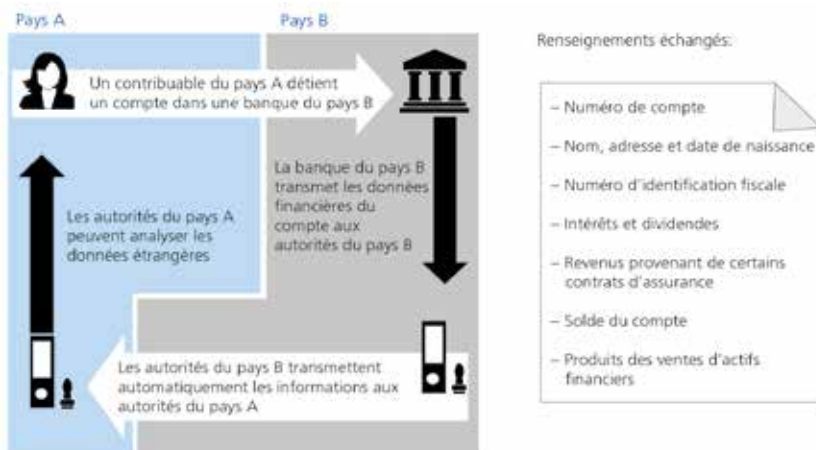 Pays A
Pays B
Un contribuable du pays A détient
un compte dans une banque du pays B
La banque du pays B
transmet les données
financières du
compte aux
autorités du pays B
Les autorités du pays A
peuvent analyser les
données étrangères
Les autorités du pays B transmettent
automatiquement les informations aux
autorités du pays A
Renseignements échangés:
– Numéro de compte
– Nom, adresse et date de naissance
– Numéro d'identification fiscale
– Intérêts et dividendes
– Revenus provenant de certains
contrats d'assurance
– Solde du compte
– Produits des ventes d'actifs
financiers